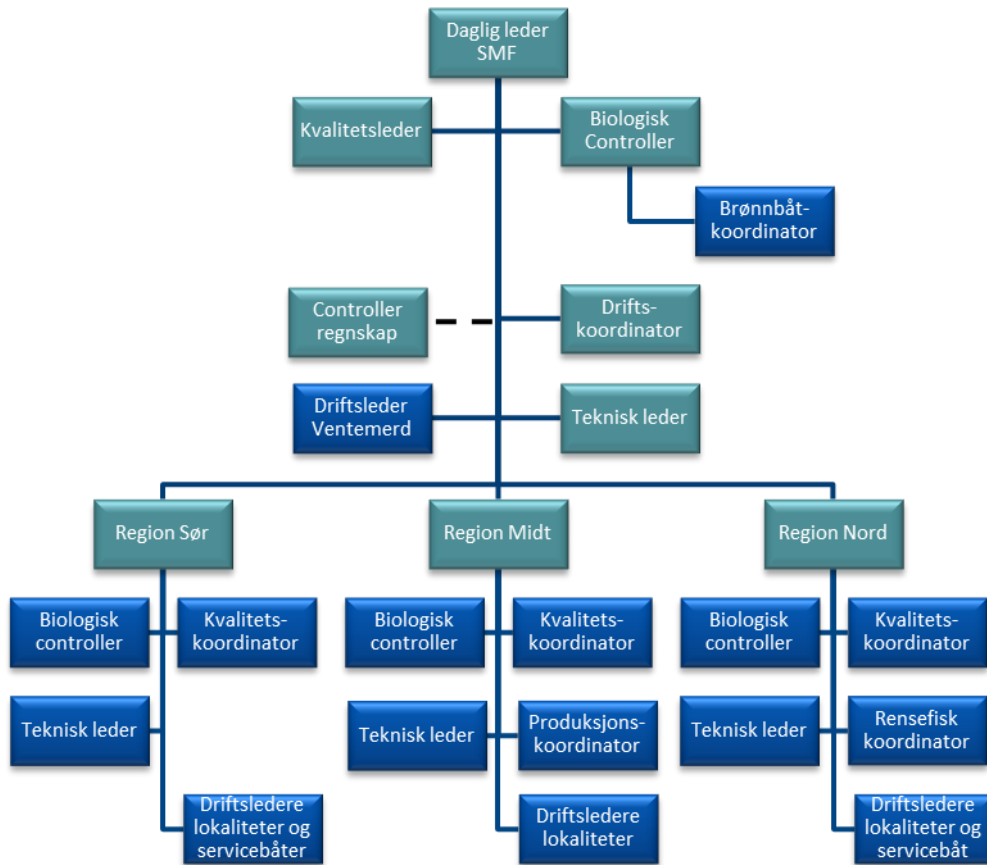 Daglig leder
SMF
Kvalitetsleder
Biologisk
Controller
Brønnbåt-
koordinator
Controller
regnskap
Drifts-
koordinator
Driftsleder
Ventemerd
Teknisk leder
Region Sør
Region Midt
Region Nord
Biologisk
controller
Kvalitets-
koordinator
Biologisk
controller
Kvalitets-
koordinator
Biologisk
controller
Kvalitets-
koordinator
Teknisk leder
Teknisk leder
Produksjons-
koordinator
Teknisk leder
Rensefisk
koordinator
Driftsledere
lokaliteter og
servicebåter
Driftsledere
lokaliteter
Driftsledere
lokaliteter og
servicebåt